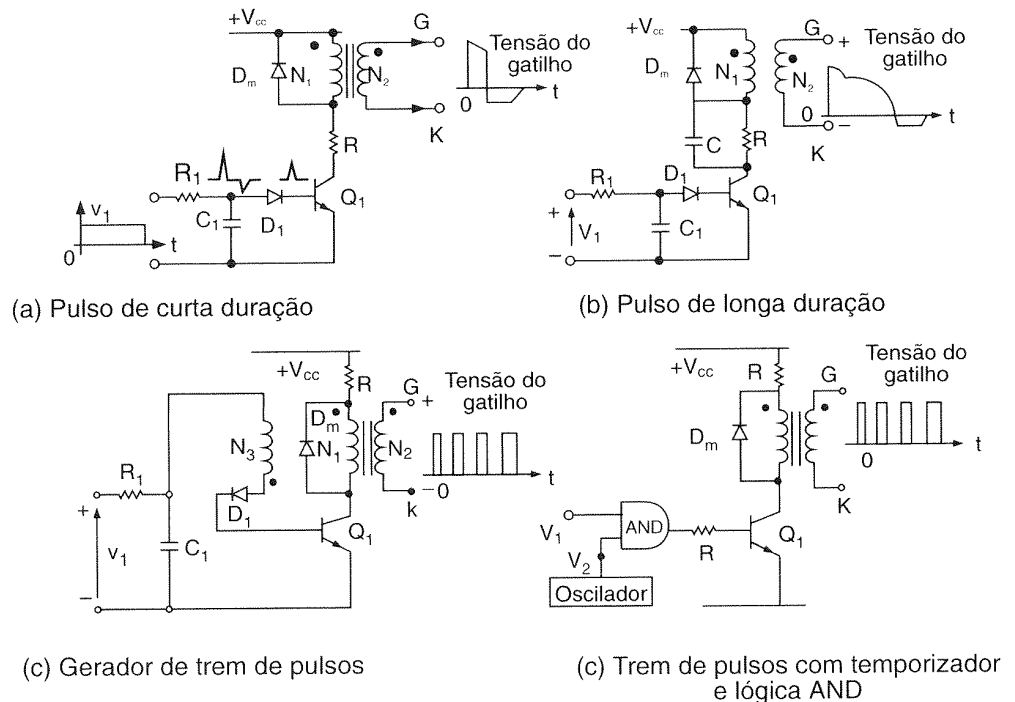 +Vcc
G
Tensão do
gatilho
Dm
N1
N2
0
t
K
R
R1
Q1
v1
C1
D1
0
t
(a) Pulso de curta duração
+Vcc
G
+
Tensão do
gatilho
Dm
N1
N2
0
t
−
K
C
R
R1
D1
Q1
+
V1
C1
−
(b) Pulso de longa duração
+Vcc
R
G
+
Tensão do
gatilho
Dm
N3
N1
N2
t
−0
k
R1
D1
Q1
+
v1
C1
−
(c) Gerador de trem de pulsos
+Vcc
R
G
Tensão do
gatilho
Dm
0
t
K
V1
AND
R
Q1
V2
Oscilador
(c) Trem de pulsos com temporizador
e lógica AND